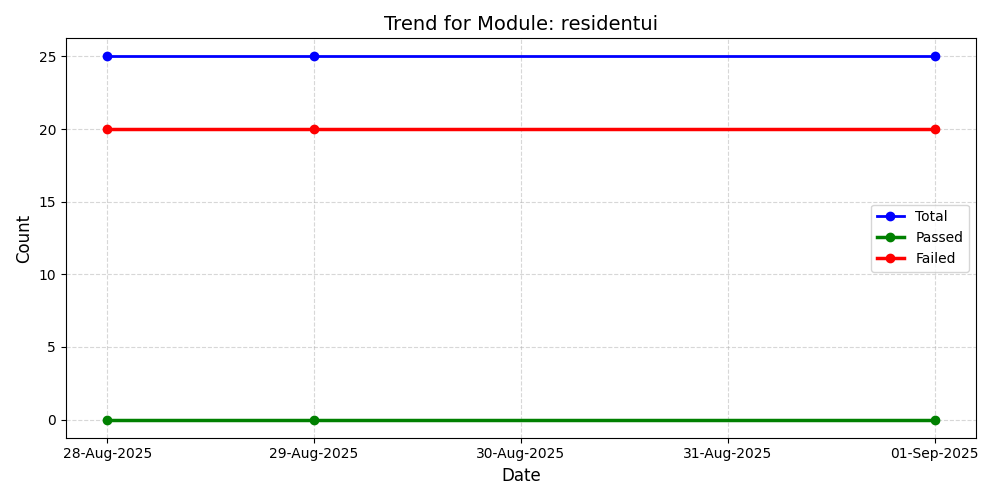 Trend for Module: residentui
Count
25
20
15
10
5
0
Total
Passed
Failed
28-Aug-2025
29-Aug-2025
30-Aug-2025
31-Aug-2025
01-Sep-2025
Date